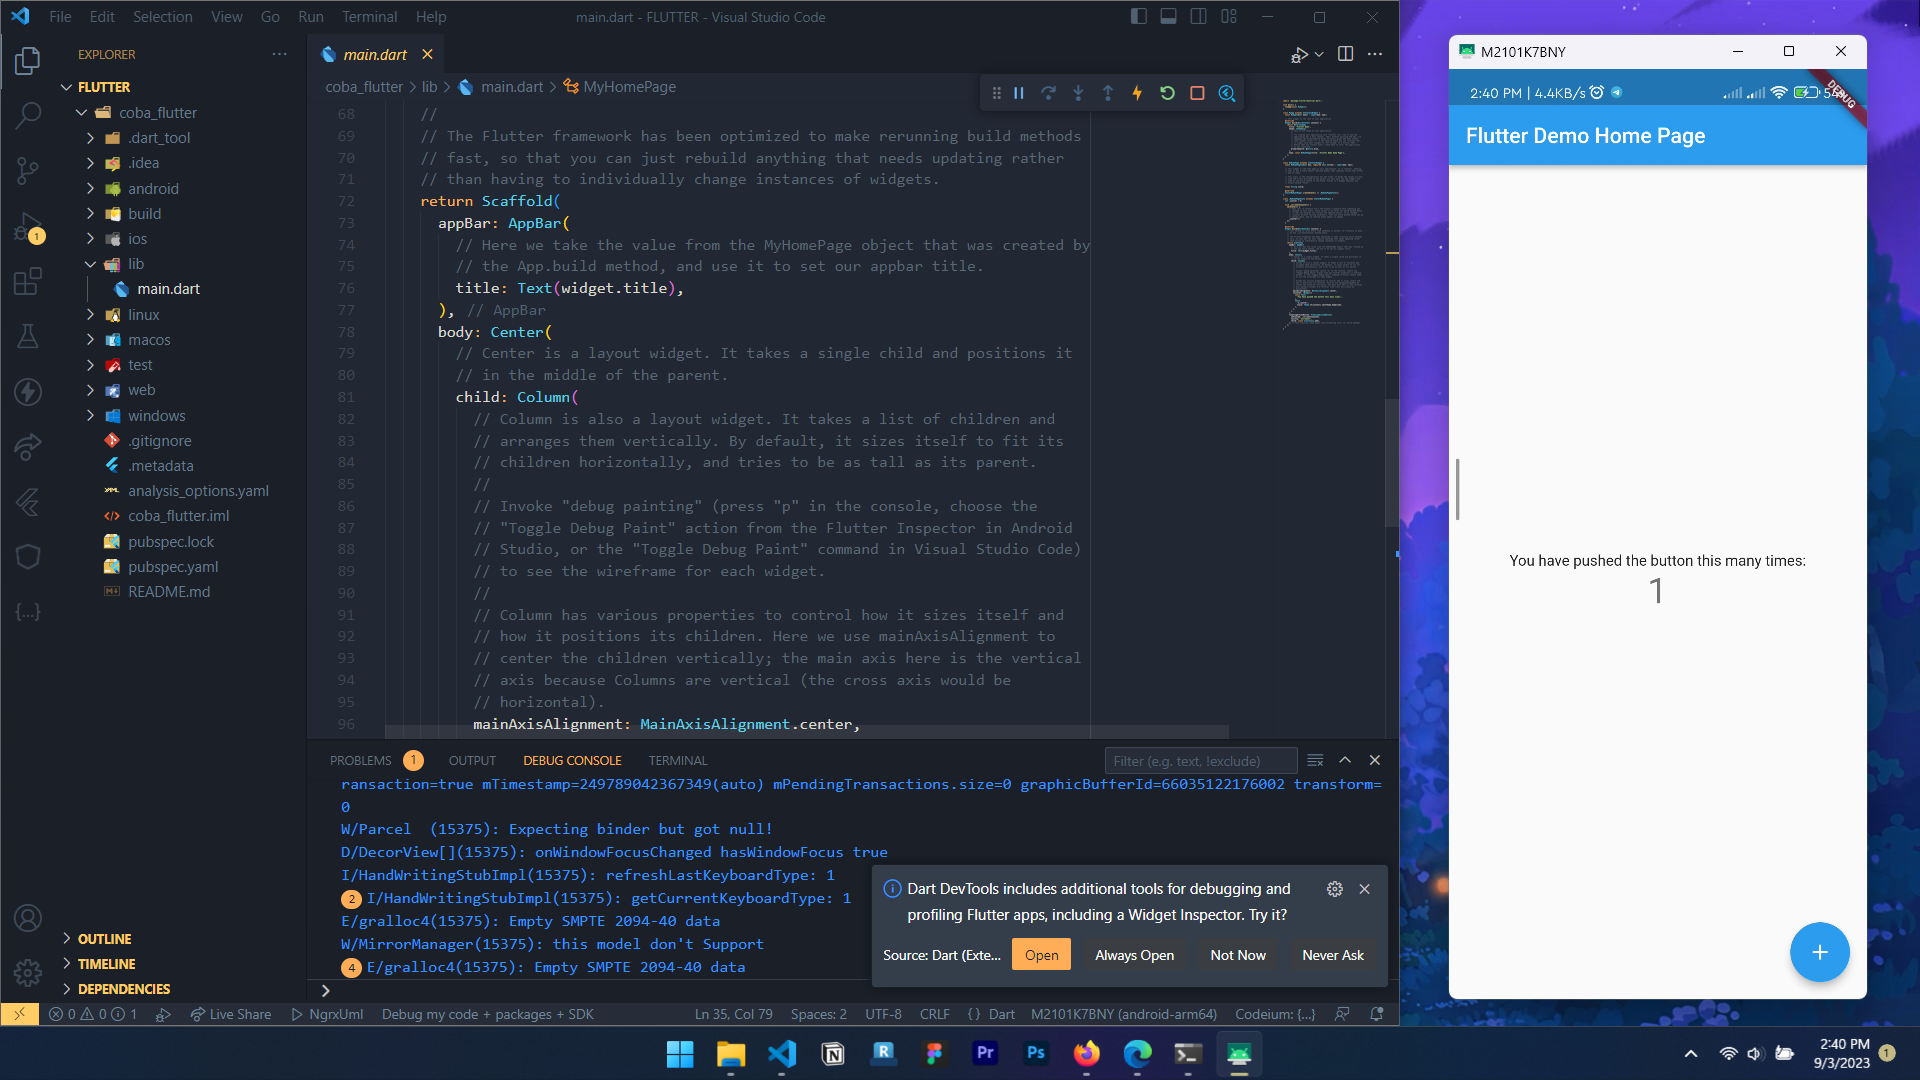 File Edit Selection View Go Run Terminal Help
main.dart - FLUTTER - Visual Studio Code
EXPLORER
FLUTTER
coba_flutter
.dart_tool
.idea
android
build
ios
lib
main.dart
linux
macos
test
web
windows
.gitignore
.metadata
analysis_options.yaml
coba_flutter.iml
pubspec.lock
pubspec.yaml
README.md
OUTLINE
TIMELINE
DEPENDENCIES
1
main.dart
coba_flutter > lib > main.dart > MyHomePage
68 //
69 // The Flutter framework has been optimized to make rerunning build methods
70 // fast, so that you can just rebuild anything that needs updating rather
71 // than having to individually change instances of widgets.
72 return Scaffold(
73 appBar: AppBar(
74 // Here we take the value from the MyHomePage object that was created by
75 // the App.build method, and use it to set our appbar title.
76 title: Text(widget.title),
77 ), // AppBar
78 body: Center(
79 // Center is a layout widget. It takes a single child and positions it
80 // in the middle of the parent.
81 child: Column(
82 // Column is also a layout widget. It takes a list of children and
83 // arranges them vertically. By default, it sizes itself to fit its
84 // children horizontally, and tries to be as tall as its parent.
85 //
86 // Invoke "debug painting" (press "p" in the console, choose the
87 // "Toggle Debug Paint" action from the Flutter Inspector in Android
88 // Studio, or the "Toggle Debug Paint" command in Visual Studio Code)
89 // to see the wireframe for each widget.
90 //
91 // Column has various properties to control how it sizes itself and
92 // how it positions its children. Here we use mainAxisAlignment to
93 // center the children vertically; the main axis here is the vertical
94 // axis because Columns are vertical (the cross axis would be
95 // horizontal).
96 mainAxisAlignment: MainAxisAlignment.center,
PROBLEMS 1 OUTPUT DEBUG CONSOLE TERMINAL
Filter (e.g. text, !exclude)
ransaction=true mTimestamp=249789042367349(auto) mPendingTransactions.size=0 graphicBufferId=66035122176002 transform=
0
W/Parcel (15375): Expecting binder but got null!
D/DecorView[](15375): onWindowFocusChanged hasWindowFocus true
I/HandWritingStubImpl(15375): refreshLastKeyboardType: 1
2 I/HandWritingStubImpl(15375): getCurrentKeyboardType: 1
E/gralloc4(15375): Empty SMPTE 2094-40 data
W/MirrorManager(15375): this model don't Support
4 E/gralloc4(15375): Empty SMPTE 2094-40 data
Dart DevTools includes additional tools for debugging and
profiling Flutter apps, including a Widget Inspector. Try it?
Source: Dart (Exte... Open Always Open Not Now Never Ask
0 0 1 Live Share NgrxUml Debug my code + packages + SDK Ln 35, Col 79 Spaces: 2 UTF-8 CRLF {} Dart M2101K7BNY (android-arm64) Codeium: {...}
M2101K7BNY
2:40 PM | 4.4KB/s
DEBUG
Flutter Demo Home Page
You have pushed the button this many times:
1
+
N R Pr Ps
2:40 PM
9/3/2023
1